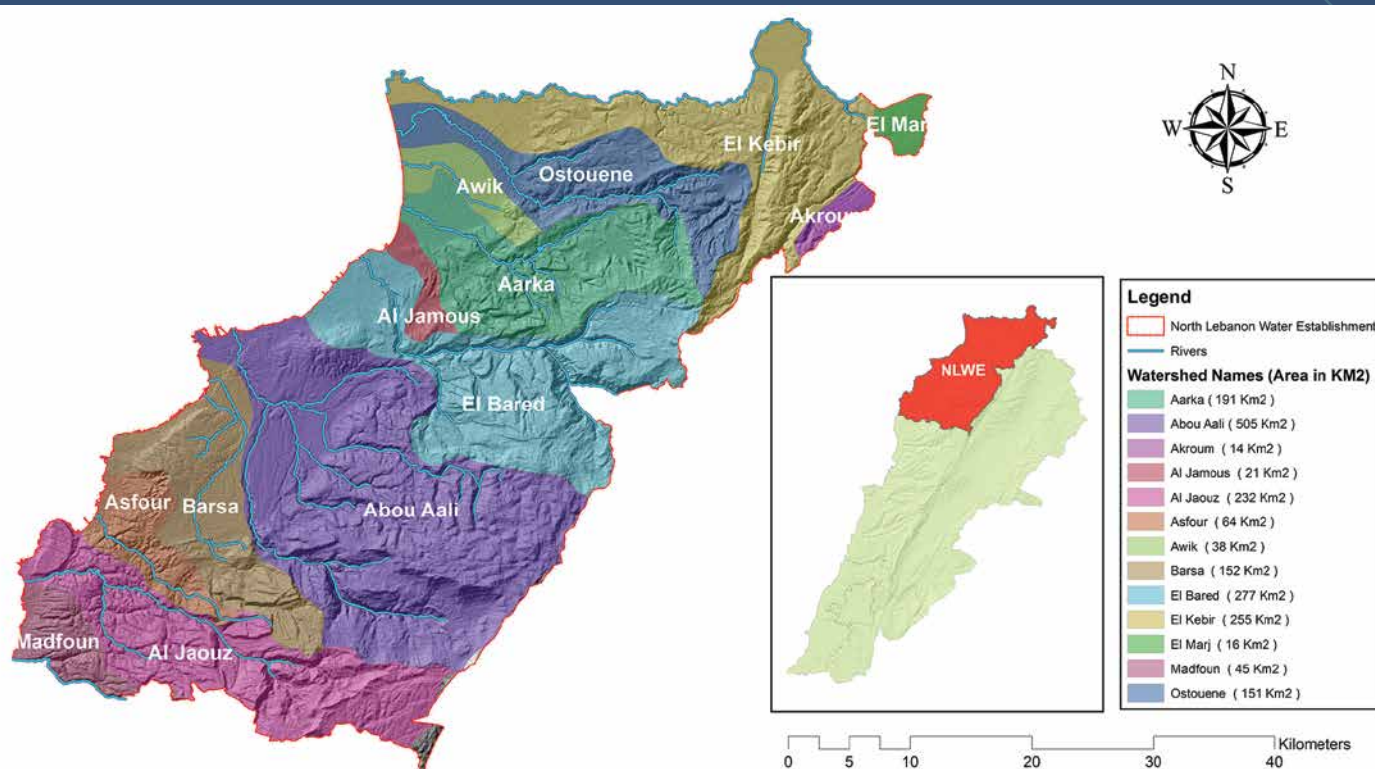 N
W E
S
El Kebir
El Mar
Ostouene
Awik
Akroum
Aarka
Al Jamous
El Bared
Abou Aali
Asfour
Barsa
Madfoun
Al Jaouz
NLWE
Legend
North Lebanon Water Establishment
Rivers
Watershed Names (Area in KM2)
Aarka ( 191 Km2 )
Abou Aali ( 505 Km2 )
Akroum ( 14 Km2 )
Al Jamous ( 21 Km2 )
Al Jaouz ( 232 Km2 )
Asfour ( 64 Km2 )
Awik ( 38 Km2 )
Barsa ( 152 Km2 )
El Bared ( 277 Km2 )
El Kebir ( 255 Km2 )
El Marj ( 16 Km2 )
Madfoun ( 45 Km2 )
Ostouene ( 151 Km2 )
Kilometers
0 5 10 20 30 40